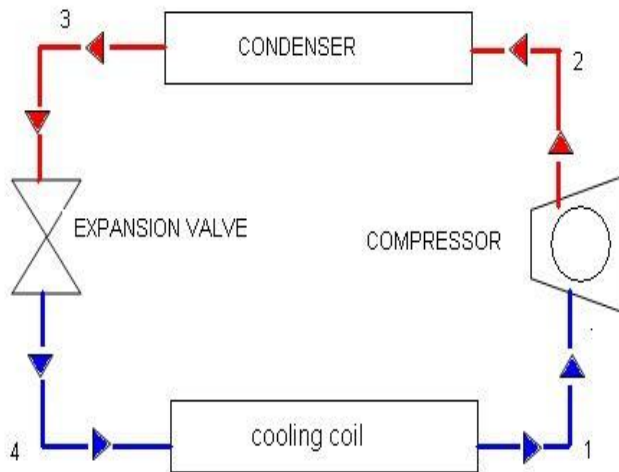 3
CONDENSER
2
EXPANSION VALVE
COMPRESSOR
4
cooling coil
1